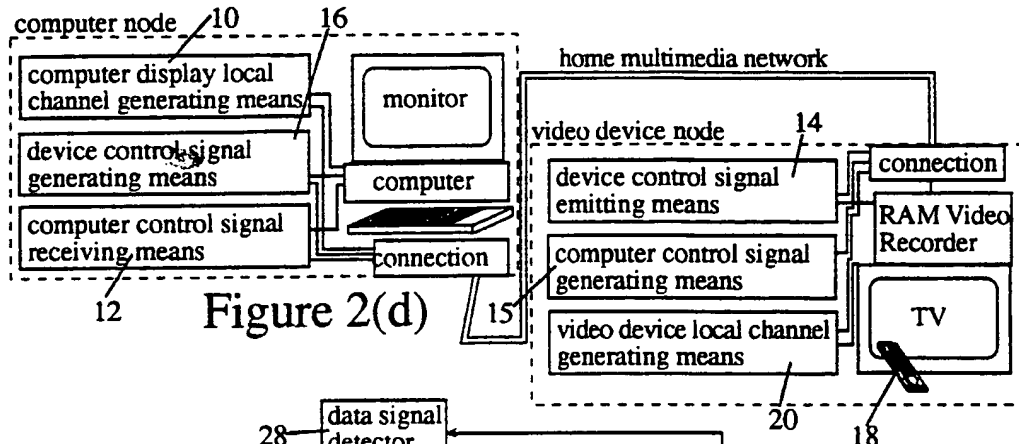 computer node
10
16
computer display local
channel generating means
monitor
device control signal
generating means
computer
computer control signal
receiving means
connection
12
Figure 2(d)
home multimedia network
video device node
14
connection
device control signal
emitting means
RAM Video
Recorder
computer control signal
generating means
15
TV
video device local channel
generating means
20
18
28
data signal
detector